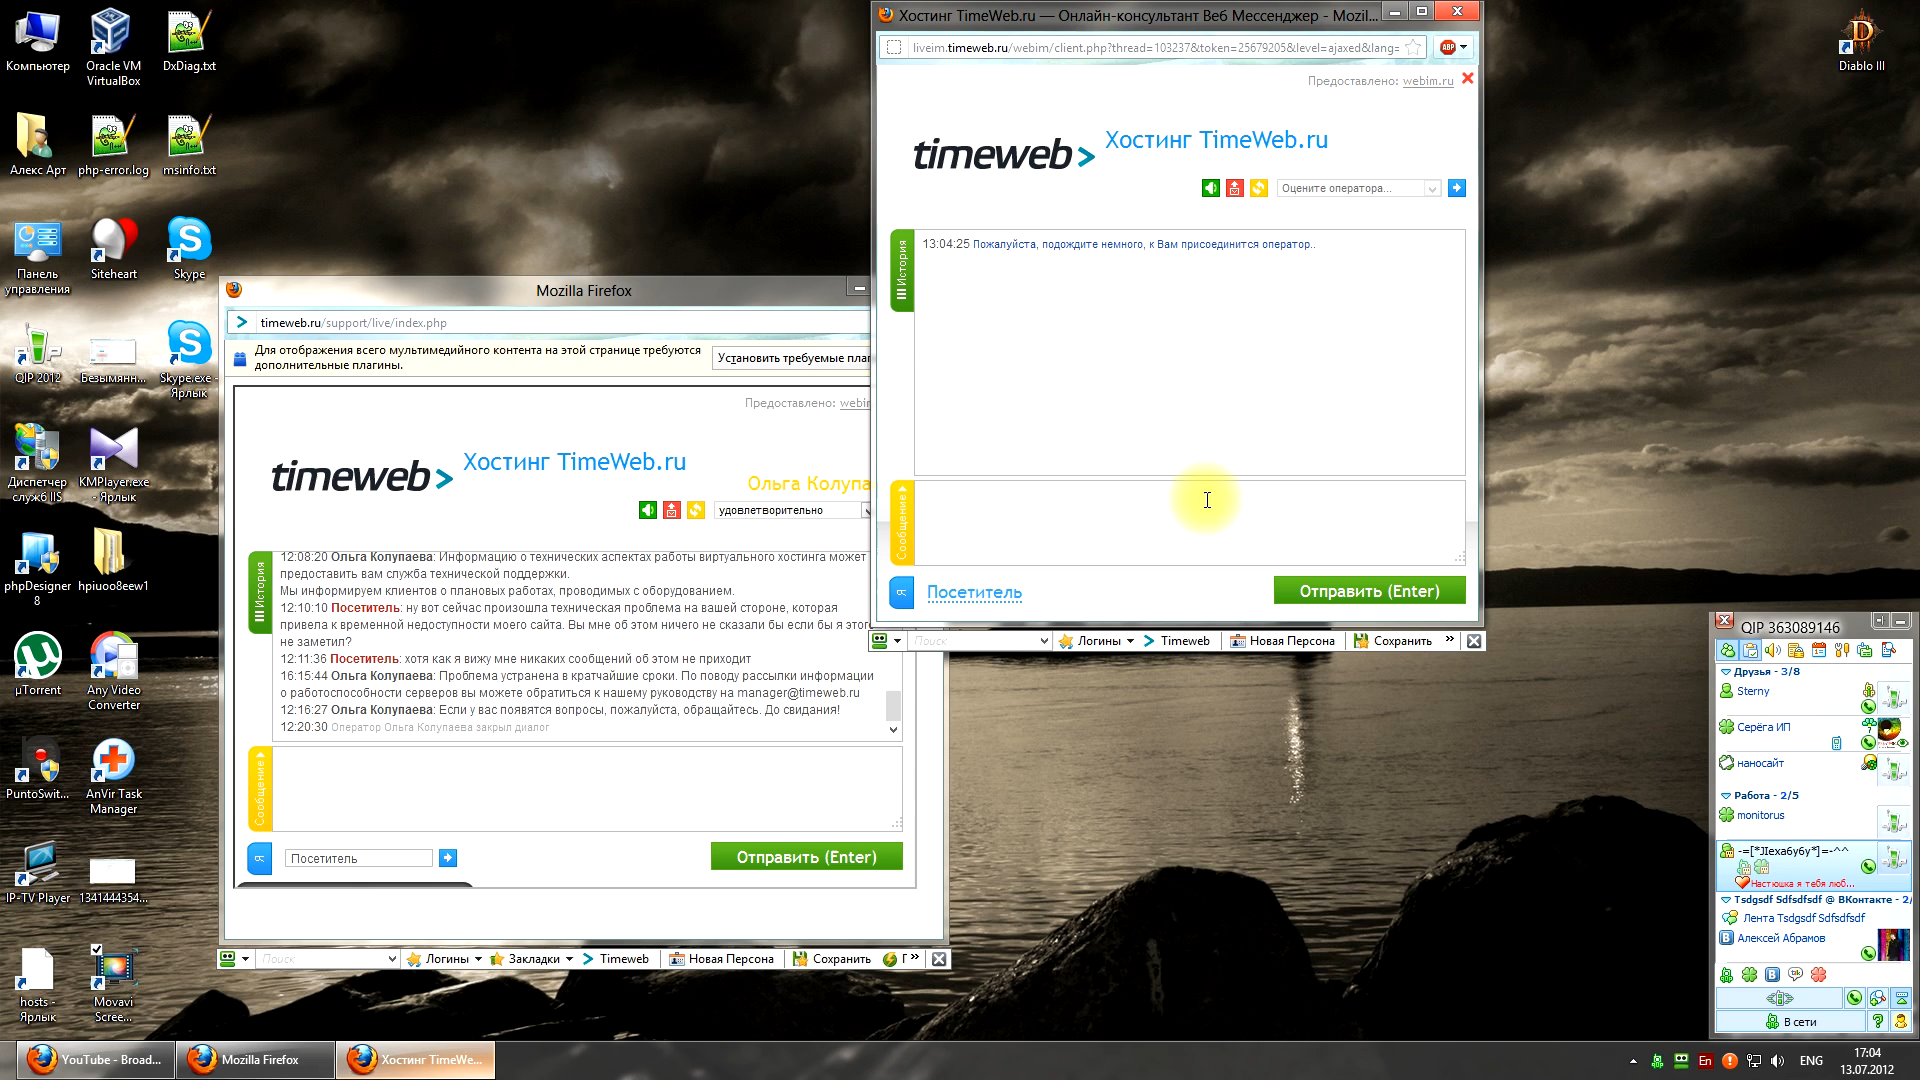 Компьютер
Oracle VM
VirtualBox
DxDiag.txt
Алекс Арт
php-error.log
msinfo.txt
Панель
управления
Siteheart
Skype
QIP 2012
Безымянн...
Skype.exe -
Ярлык
Диспетчер
служб IIS
KMPlayer.exe
- Ярлык
phpDesigner
8
hpiuoo8eew1
µTorrent
Any Video
Converter
PuntoSwit...
AnVir Task
Manager
IP-TV Player
1341444354...
hosts -
Ярлык
Movavi
Scree...
Diablo III
Mozilla Firefox
timeweb.ru/support/live/index.php
Для отображения всего мультимедийного контента на этой странице требуются
дополнительные плагины.
Установить требуемые
Предоставлено:
timeweb>
Хостинг TimeWeb.ru
Ольга
удовлетворительно
История
12:08:20 Ольга Колупаева: Информацию о технических аспектах работы виртуального хостинга может
предоставить вам служба технической поддержки.
Мы информируем клиентов о плановых работах, проводимых с оборудованием.
12:10:10 Посетитель: ну вот сейчас произошла техническая проблема на вашей стороне, которая
привела к временной недоступности моего сайта. Вы мне об этом ничего не сказали бы если бы я этого
не заметил?
12:11:36 Посетитель: хотя как я вижу мне никаких сообщений об этом не приходит
16:15:44 Ольга Колупаева: Проблема устранена в кратчайшие сроки. По поводу рассылки информации
о работоспособности серверов вы можете обратиться к нашему руководству на manager@timeweb.ru
12:16:27 Ольга Колупаева: Если у вас появятся вопросы, пожалуйста, обращайтесь. До свидания!
12:20:30 Оператор Ольга Колупаева закрыл диалог
Сообщение
Я
Посетитель
Отправить (Enter)
Поиск
Логины
Закладки
Timeweb
Новая Персона
Сохранить
Г
»
Хостинг TimeWeb.ru — Онлайн-консультант Веб Мессенджер - Mozil...
liveim.timeweb.ru/webim/client.php?thread=103237&token=25679205&level=ajaxed&lang=
ABP
Предоставлено: webim.ru
timeweb>
Хостинг TimeWeb.ru
Оцените оператора...
История
13:04:25 Пожалуйста, подождите немного, к Вам присоединится оператор..
Сообщение
Я
Посетитель
Отправить (Enter)
Поиск
Логины
Timeweb
Новая Персона
Сохранить
»
QIP 363089146
Друзья - 3/8
Sterny
Серёга ИП
наносайт
Работа - 2/5
monitorus
-=[*JIexa6y6y*]=-^^
Настюшка я тебя люб...
Tsdgsdf Sdfsdfsdf @ ВКонтакте - 2/
Лента Tsdgsdf Sdfsdfsdf
Алексей Абрамов
В сети
YouTube - Broad...
Mozilla Firefox
Хостинг TimeWe...
En
ENG
17:04
13.07.2012